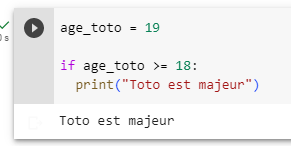 age_toto = 19
if age_toto >= 18:
  print("Toto est majeur")
Toto est majeur